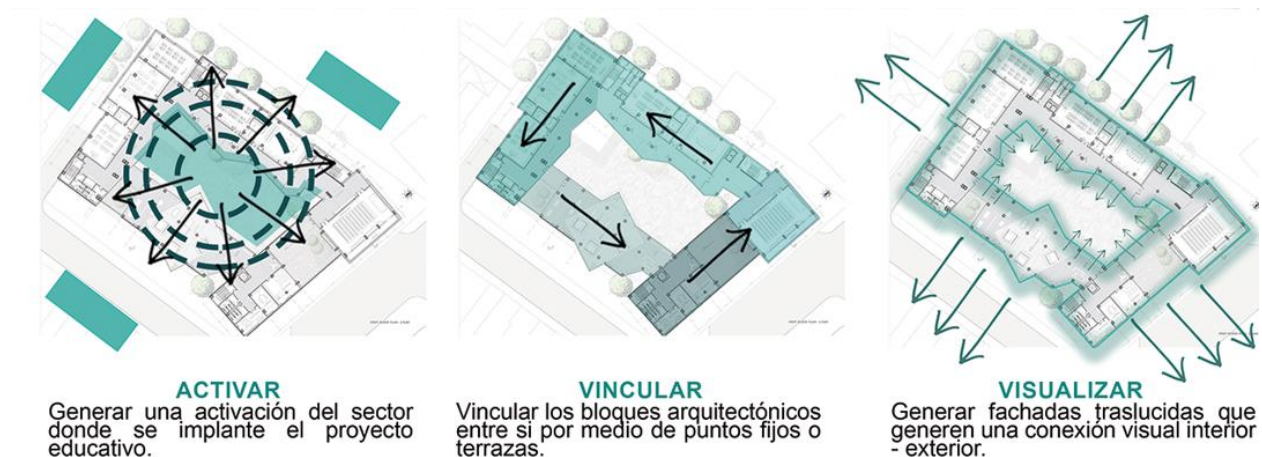 ACTIVAR
Generar una activación del sector
donde se implante el proyecto
educativo.
VINCULAR
Vincular los bloques arquitectónicos
entre si por medio de puntos fijos o
terrazas.
VISUALIZAR
Generar fachadas traslucidas que
generen una conexión visual interior
- exterior.